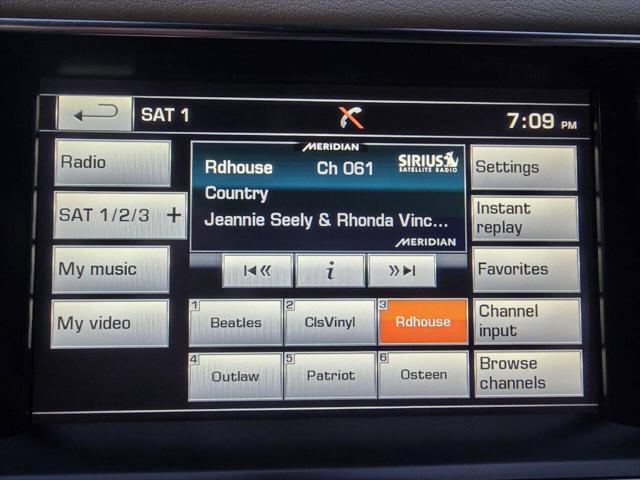 SAT 1
7:09 PM
Radio
SAT 1/2/3 +
My music
My video
MERIDIAN
Rdhouse Ch 061
SIRIUS
SATELLITE RADIO
Country
Jeannie Seely & Rhonda Vinc...
MERIDIAN
i
1 Beatles
2 ClsVinyl
3 Rdhouse
4 Outlaw
5 Patriot
6 Osteen
Settings
Instant
replay
Favorites
Channel
input
Browse
channels